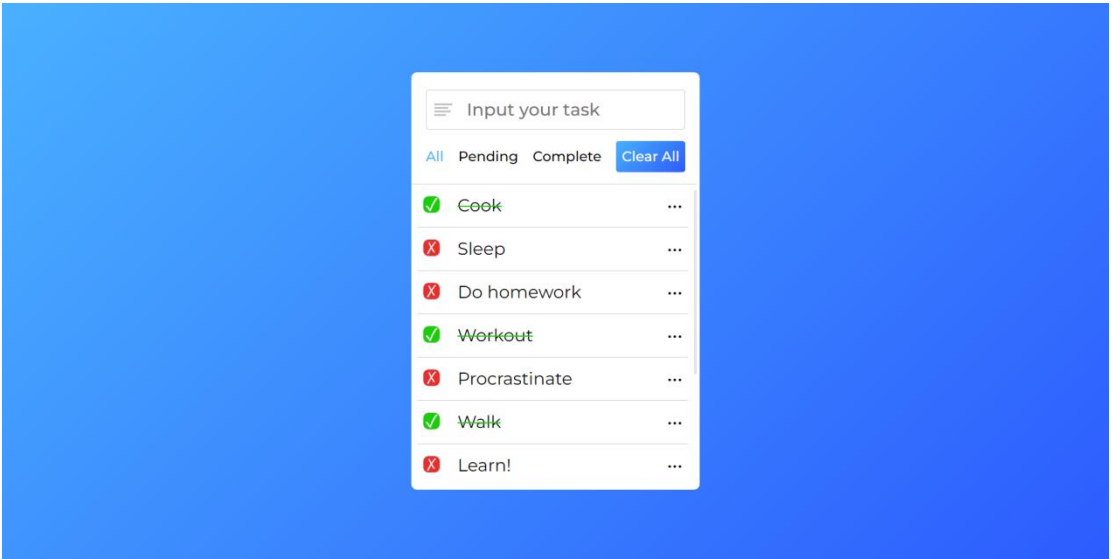 Input your task
All Pending Complete Clear All
Cook
Sleep
Do homework
Workout
Procrastinate
Walk
Learn!